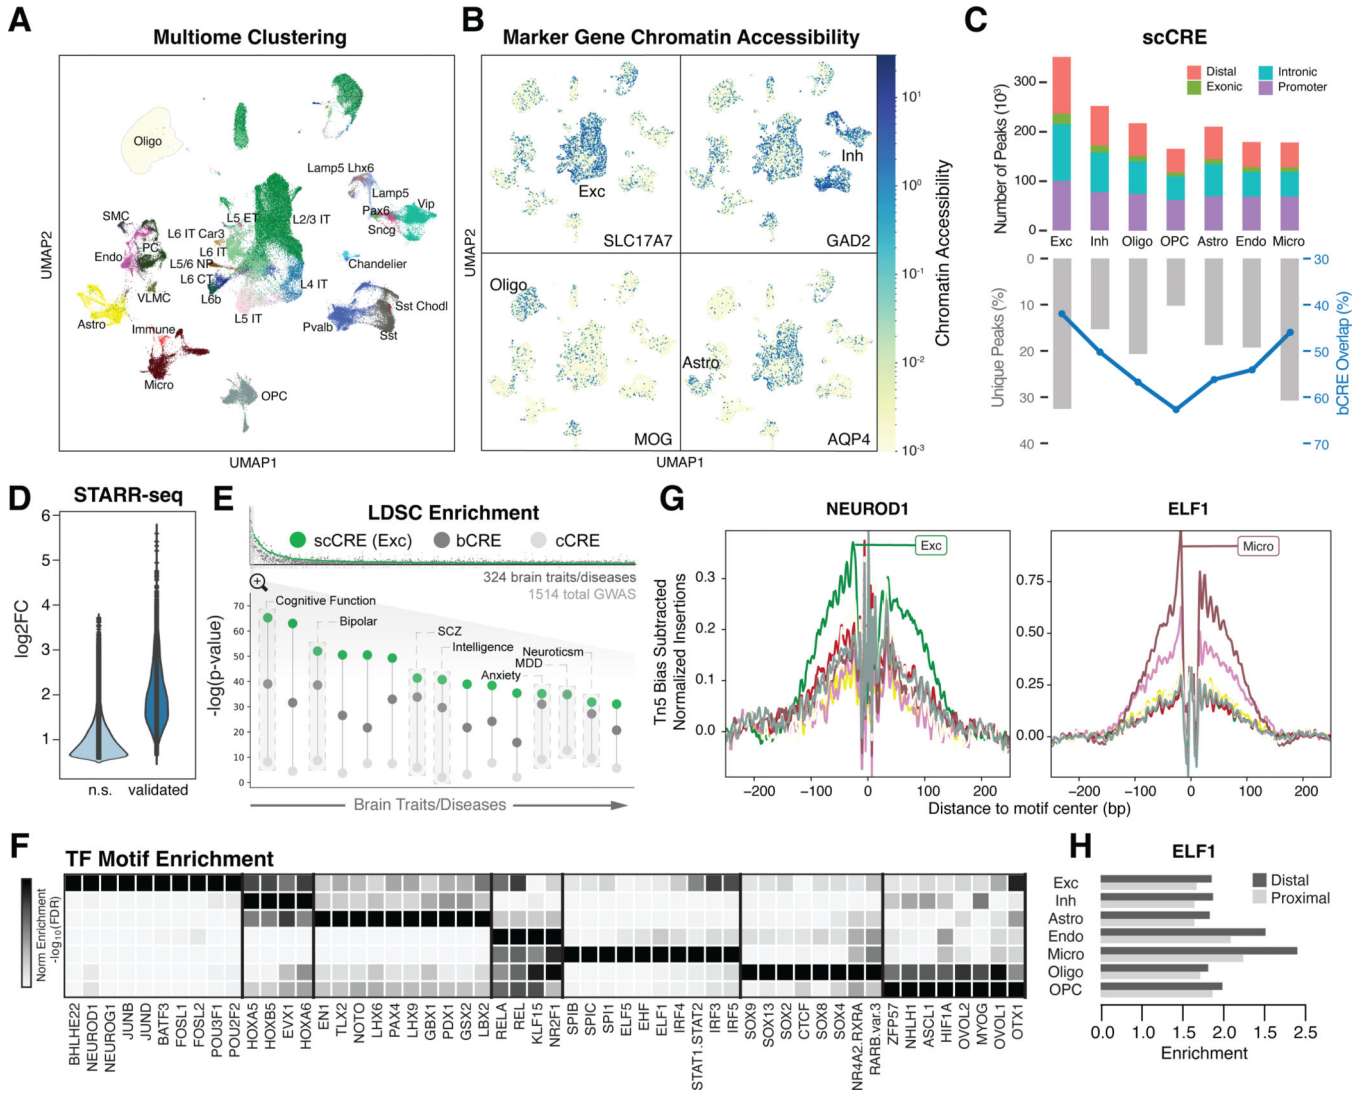 A
Multiome Clustering
Oligo
Lamp5 Lhx6
Lamp5
Pax6
Vip
Sncg
L5 ET
L2/3 IT
L6 IT Car3
L6 IT
L5/6 NP
L6 CT
L6b
L4 IT
L5 IT
Chandelier
Sst Chodl
Pvalb
Sst
SMC
PC
Endo
VLMC
Astro
Immune
Micro
OPC
UMAP2
UMAP1
B
Marker Gene Chromatin Accessibility
Exc
SLC17A7
Inh
GAD2
Oligo
MOG
Astro
AQP4
UMAP2
UMAP1
10¹
10⁰
10⁻¹
10⁻²
10⁻³
Chromatin Accessibility
C
scCRE
Distal
Exonic
Intronic
Promoter
Number of Peaks (10³)
300
200
100
0
Exc Inh Oligo OPC Astro Endo Micro
Unique Peaks (%)
0
10
20
30
40
30
40
50
60
70
bCRE Overlap (%)
D
STARR-seq
log2FC
6
5
4
3
2
1
n.s. validated
E
LDSC Enrichment
scCRE (Exc) bCRE cCRE
324 brain traits/diseases
1514 total GWAS
Cognitive Function
Bipolar
SCZ
Intelligence
Anxiety
MDD
Neuroticsm
-log(p-value)
70
60
50
40
30
20
10
0
Brain Traits/Diseases
G
NEUROD1
Exc
Tn5 Bias Subtracted
Normalized Insertions
0.3
0.2
0.1
0.0
−200 −100 0 100 200
ELF1
Micro
0.75
0.50
0.25
0.00
−200 −100 0 100 200
Distance to motif center (bp)
F
TF Motif Enrichment
Norm Enrichment
-log₁₀(FDR)
BHLHE22
NEUROD1
NEUROG1
JUNB
JUND
BATF3
FOSL1
FOSL2
POU3F1
POU2F2
HOXA5
HOXB5
EVX1
HOXA6
EN1
TLX2
NOTO
LHX6
PAX4
LHX9
GBX1
PDX1
GSX2
LBX2
RELA
REL
KLF15
NR2F1
SPIB
SPIC
SPI1
ELF5
EHF
ELF1
IRF4
STAT1.STAT2
IRF3
IRF5
SOX9
SOX13
SOX2
CTCF
SOX8
SOX4
NR4A2.RXRA
RARB.var.3
ZFP57
NHLH1
ASCL1
HIF1A
OVOL2
MYOG
OVOL1
OTX1
H
ELF1
Distal
Proximal
Exc
Inh
Astro
Endo
Micro
Oligo
OPC
0.0 1.0 1.5 2.0 2.5
Enrichment